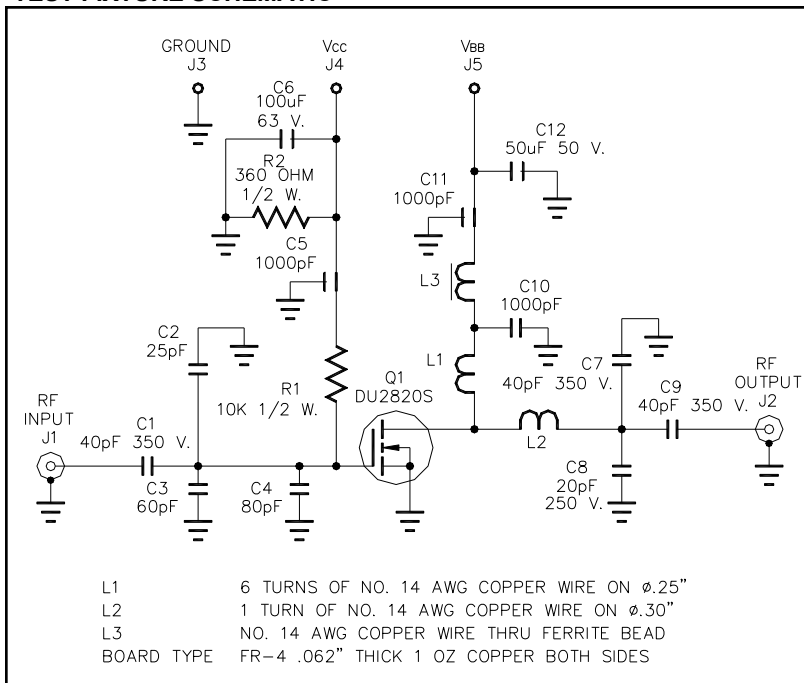 GROUND
J3
Vcc
J4
VBB
J5
C6
100uF
63 V.
R2
360 OHM
1/2 W.
C5
1000pF
C12
50uF 50 V.
C11
1000pF
L3
C10
1000pF
C2
25pF
L1
C7
40pF 350 V.
R1
10K 1/2 W.
Q1
DU2820S
C9
40pF 350 V.
RF
OUTPUT
J2
RF
INPUT
J1
C1
40pF 350 V.
L2
C3
60pF
C4
80pF
C8
20pF
250 V.
L1 6 TURNS OF NO. 14 AWG COPPER WIRE ON ø.25"
L2 1 TURN OF NO. 14 AWG COPPER WIRE ON ø.30"
L3 NO. 14 AWG COPPER WIRE THRU FERRITE BEAD
BOARD TYPE FR-4 .062" THICK 1 OZ COPPER BOTH SIDES